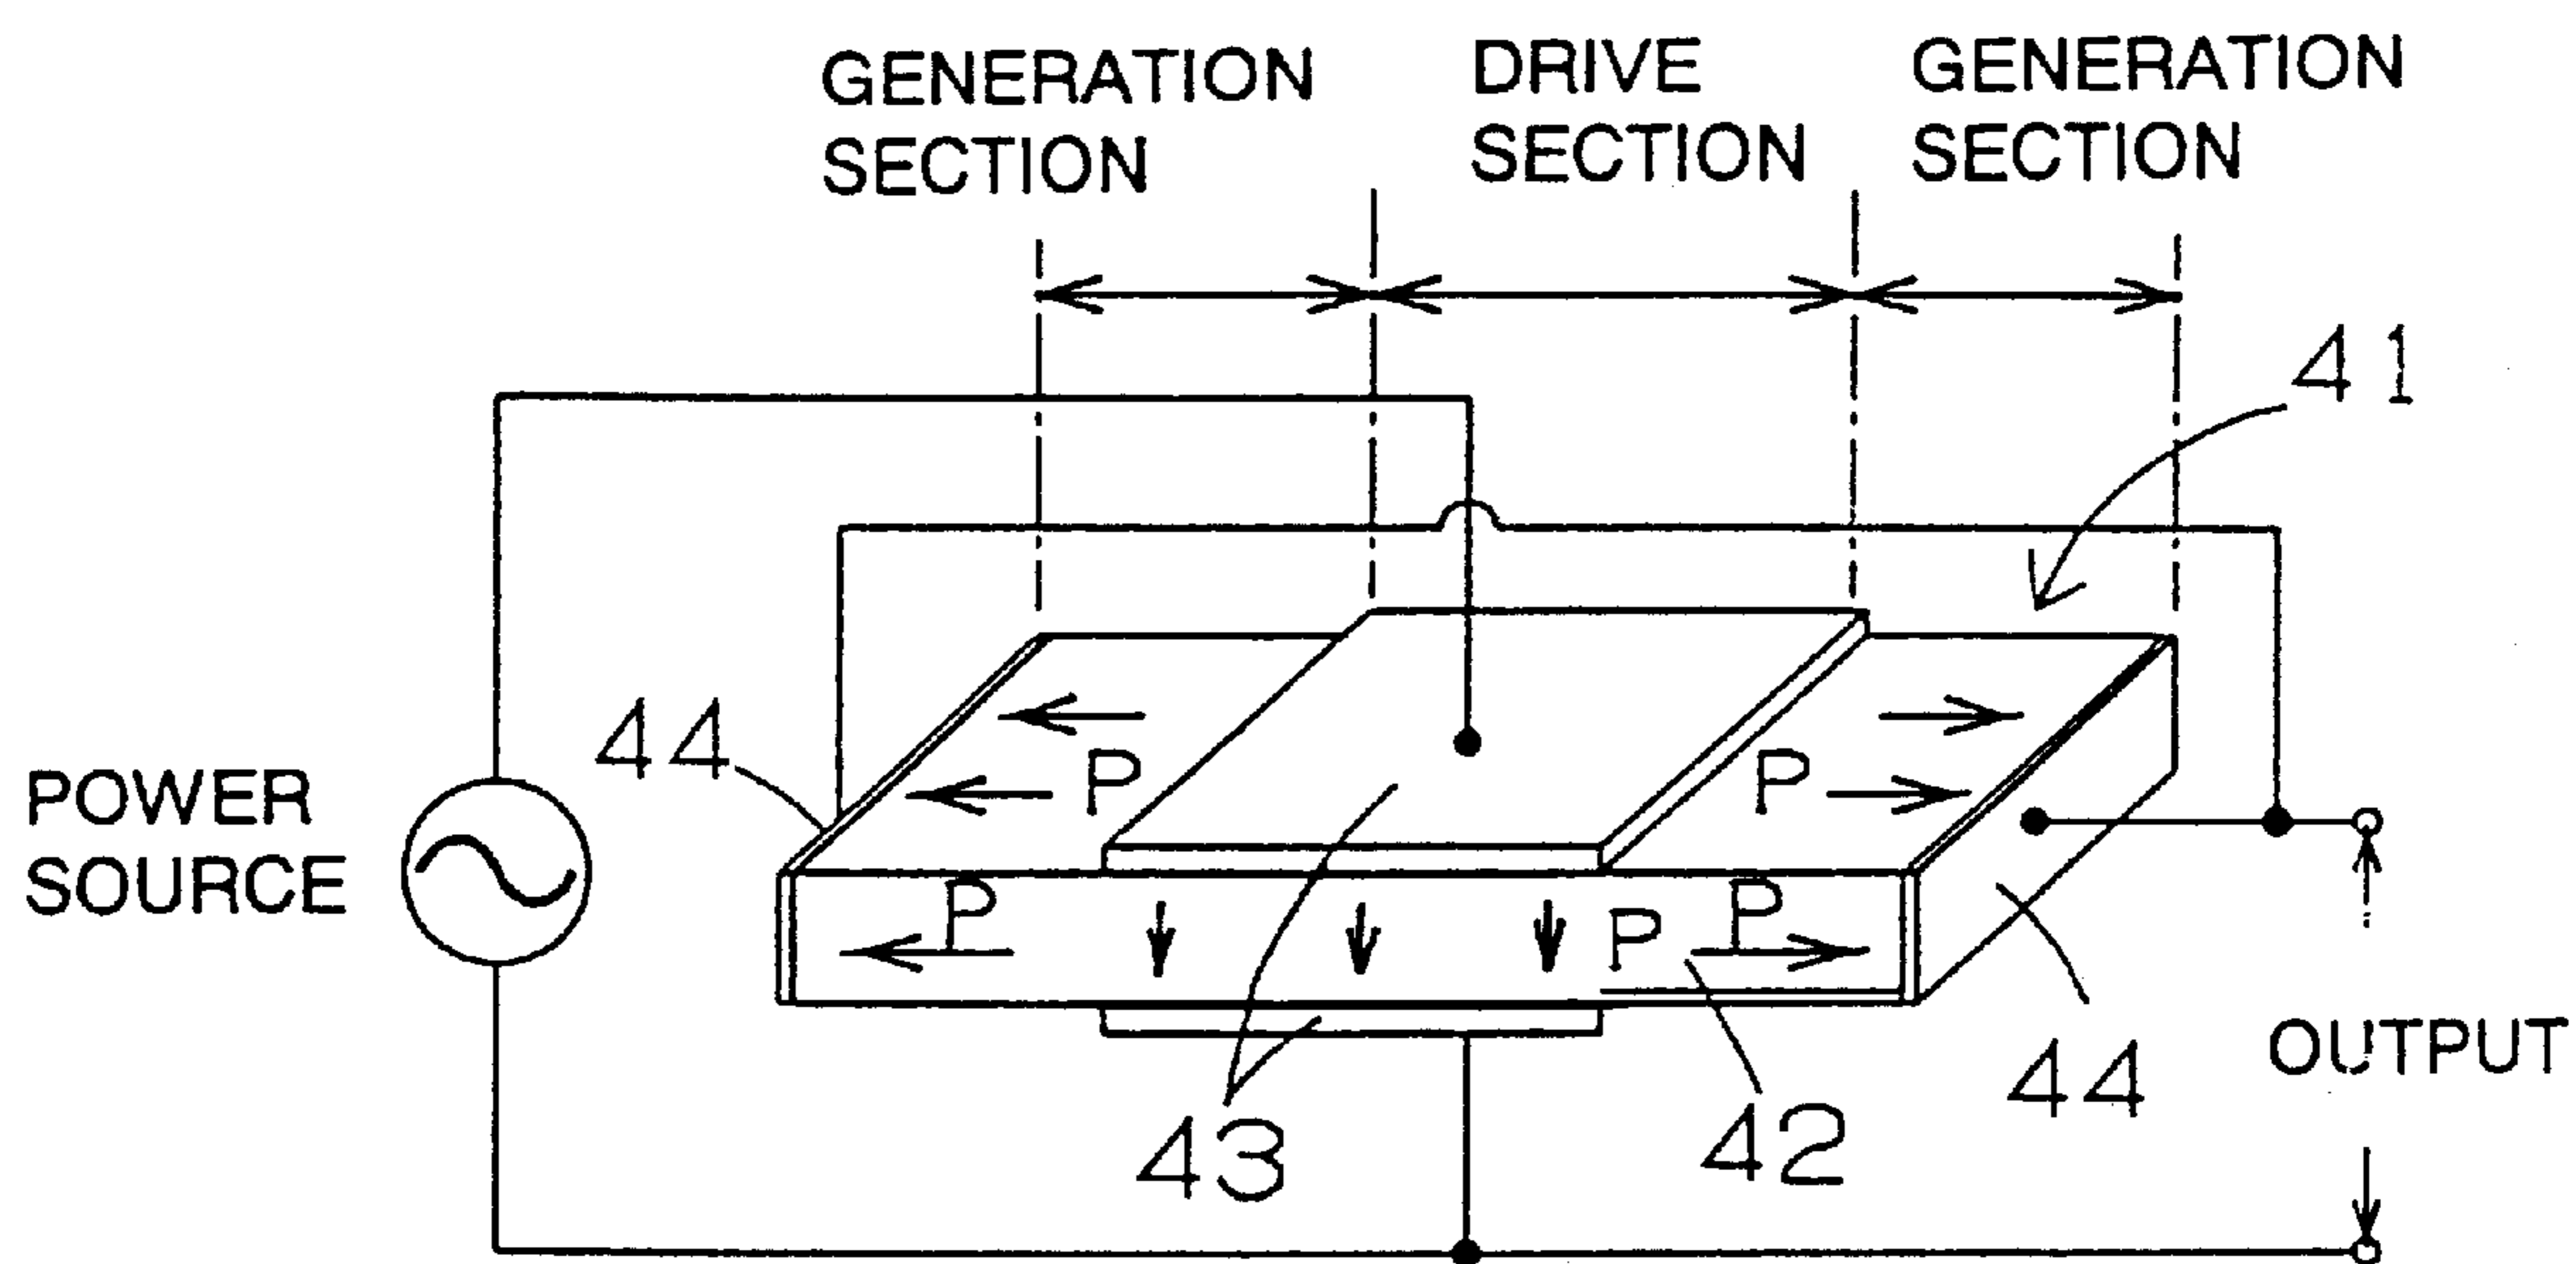 GENERATION
SECTION
DRIVE
SECTION
GENERATION
SECTION
41
44
P
P
POWER
SOURCE
P
P
P
43
42
44
OUTPUT